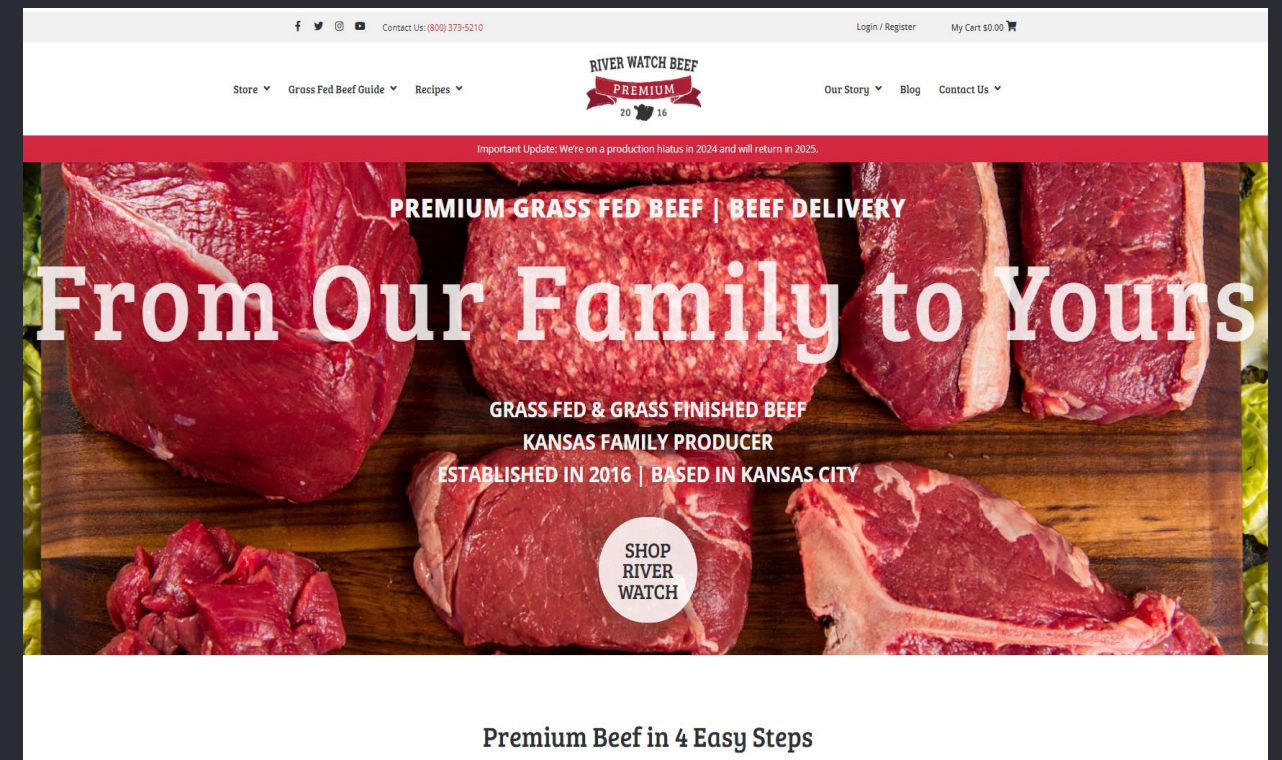 Contact Us: (800) 373-5210
Login / Register
My Cart $0.00
Store
Grass Fed Beef Guide
Recipes
RIVER WATCH BEEF
PREMIUM
20 16
Our Story
Blog
Contact Us
Important Update: We're on a production hiatus in 2024 and will return in 2025.
PREMIUM GRASS FED BEEF | BEEF DELIVERY
From Our Family to Yours
GRASS FED & GRASS FINISHED BEEF
KANSAS FAMILY PRODUCER
ESTABLISHED IN 2016 | BASED IN KANSAS CITY
SHOP
RIVER
WATCH
Premium Beef in 4 Easy Steps